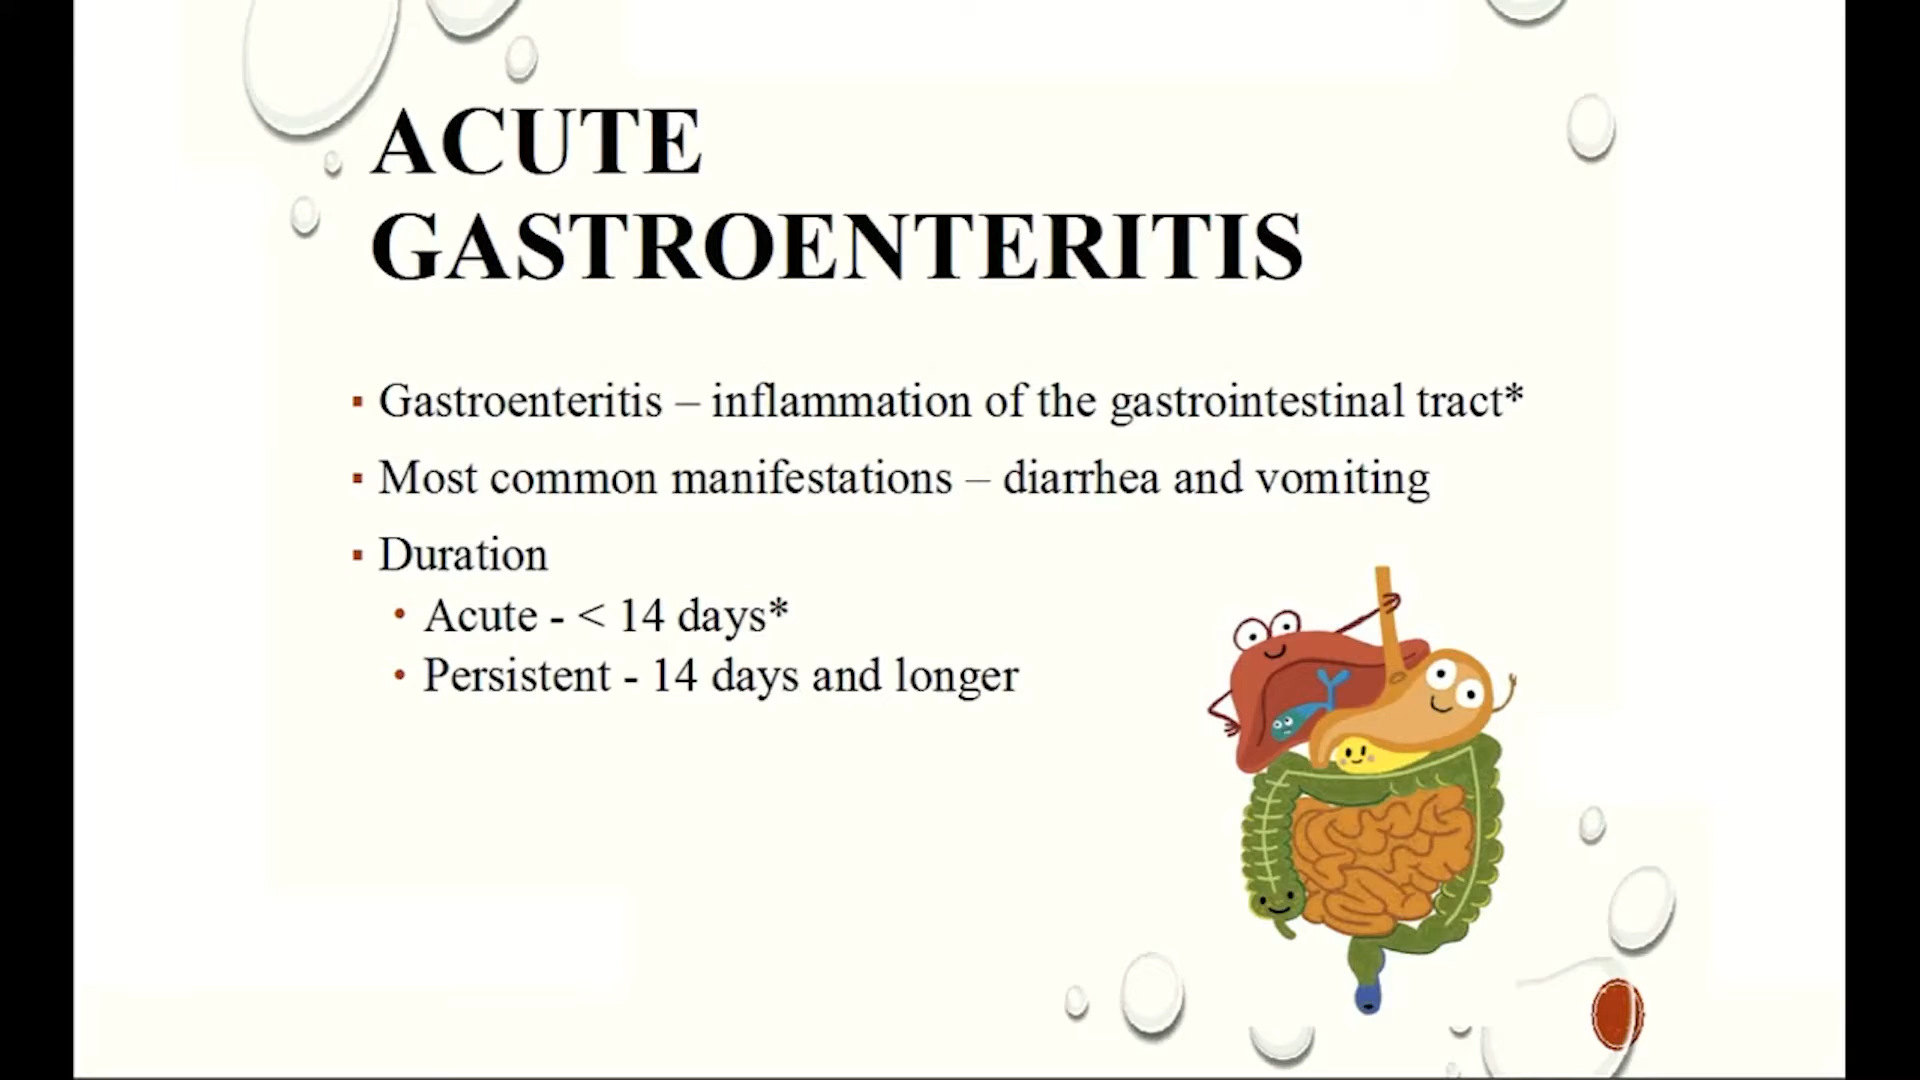 ACUTE
GASTROENTERITIS
▪ Gastroenteritis – inflammation of the gastrointestinal tract*
▪ Most common manifestations – diarrhea and vomiting
▪ Duration
• Acute - < 14 days*
• Persistent - 14 days and longer